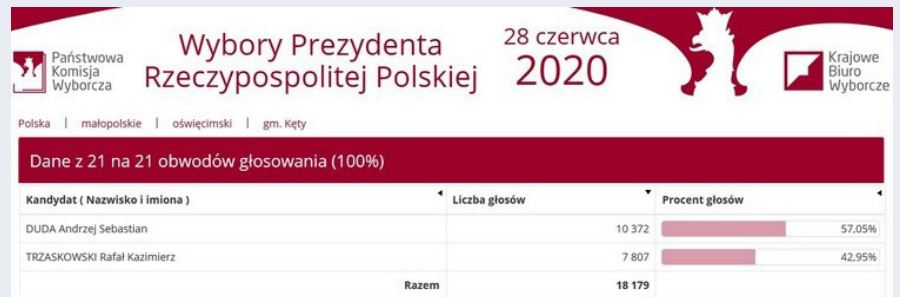 Państwowa
Komisja
Wyborcza
Wybory Prezydenta
Rzeczypospolitej Polskiej
28 czerwca
2020
Krajowe
Biuro
Wyborcze
Polska | małopolskie | oświęcimski | gm. Kęty
Dane z 21 na 21 obwodów głosowania (100%)
Kandydat ( Nazwisko i imiona ) Liczba głosów Procent głosów
DUDA Andrzej Sebastian 10 372 57,05%
TRZASKOWSKI Rafał Kazimierz 7 807 42,95%
Razem 18 179